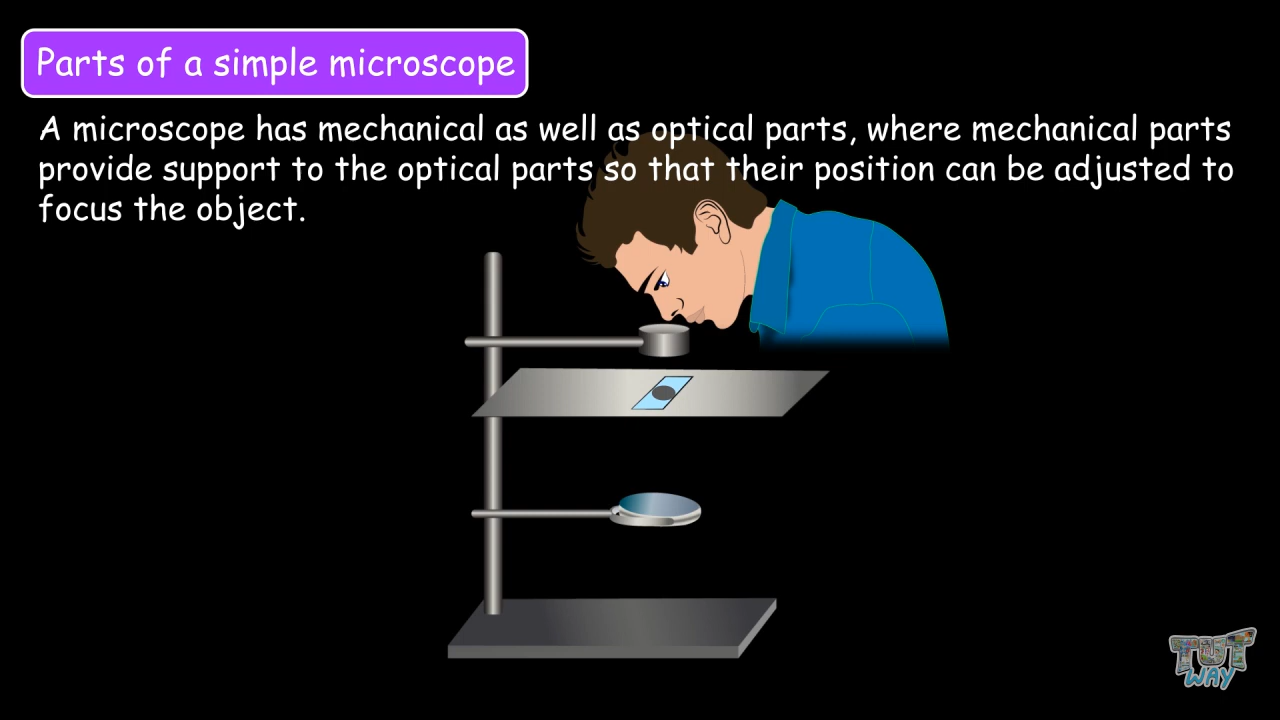 Parts of a simple microscope
A microscope has mechanical as well as optical parts, where mechanical parts
provide support to the optical parts so that their position can be adjusted to
focus the object.
TUT
WAY